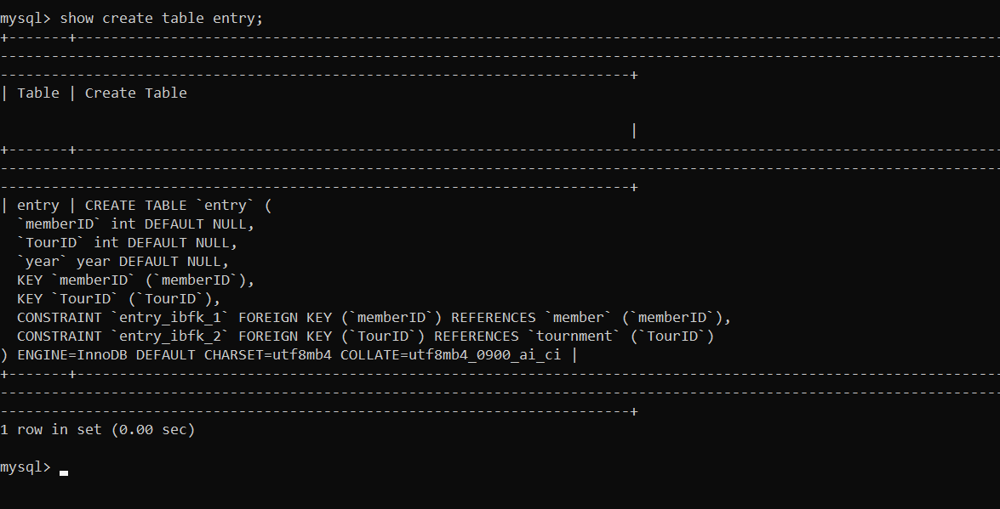 mysql> show create table entry;
+-------+------------------------------------------------------------------------------------------------------------
----------------------------------------------------------------------------------------------------------------------
--------------------------------------------------------------------------+
| Table | Create Table
|
+-------+------------------------------------------------------------------------------------------------------------
----------------------------------------------------------------------------------------------------------------------
--------------------------------------------------------------------------+
| entry | CREATE TABLE `entry` (
`memberID` int DEFAULT NULL,
`TourID` int DEFAULT NULL,
`year` year DEFAULT NULL,
KEY `memberID` (`memberID`),
KEY `TourID` (`TourID`),
CONSTRAINT `entry_ibfk_1` FOREIGN KEY (`memberID`) REFERENCES `member` (`memberID`),
CONSTRAINT `entry_ibfk_2` FOREIGN KEY (`TourID`) REFERENCES `tournment` (`TourID`)
) ENGINE=InnoDB DEFAULT CHARSET=utf8mb4 COLLATE=utf8mb4_0900_ai_ci |
+-------+------------------------------------------------------------------------------------------------------------
----------------------------------------------------------------------------------------------------------------------
--------------------------------------------------------------------------+
1 row in set (0.00 sec)
mysql>